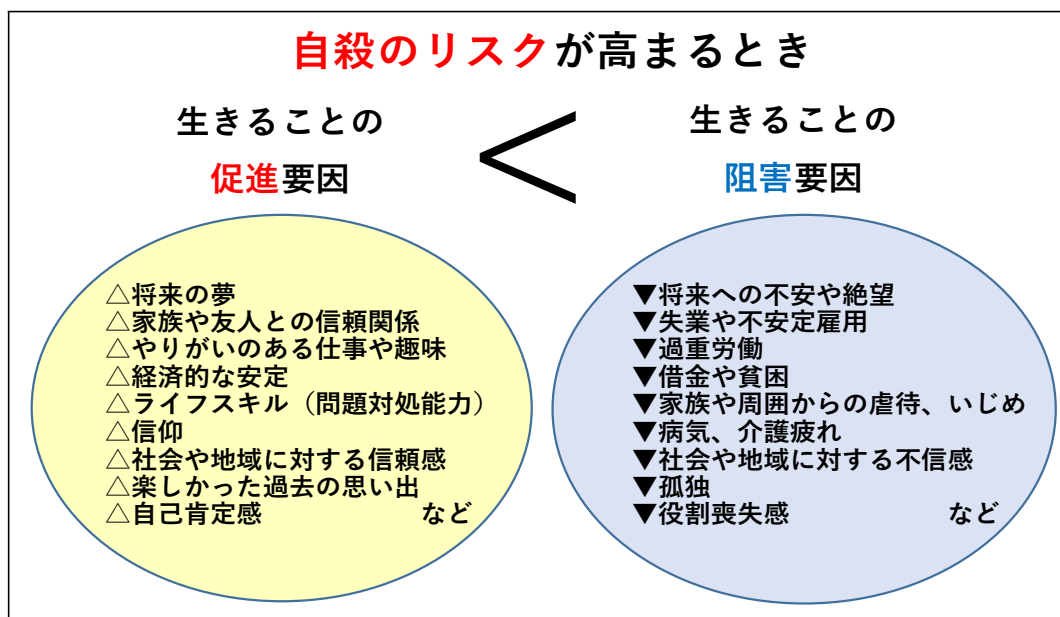 自殺のリスクが高まるとき
生きることの
促進要因
＜
生きることの
阻害要因
△将来の夢
△家族や友人との信頼関係
△やりがいのある仕事や趣味
△経済的な安定
△ライフスキル（問題対処能力）
△信仰
△社会や地域に対する信頼感
△楽しかった過去の思い出
△自己肯定感　　　　　　　など
▼将来への不安や絶望
▼失業や不安定雇用
▼過重労働
▼借金や貧困
▼家族や周囲からの虐待、いじめ
▼病気、介護疲れ
▼社会や地域に対する不信感
▼孤独
▼役割喪失感　　　　　　など